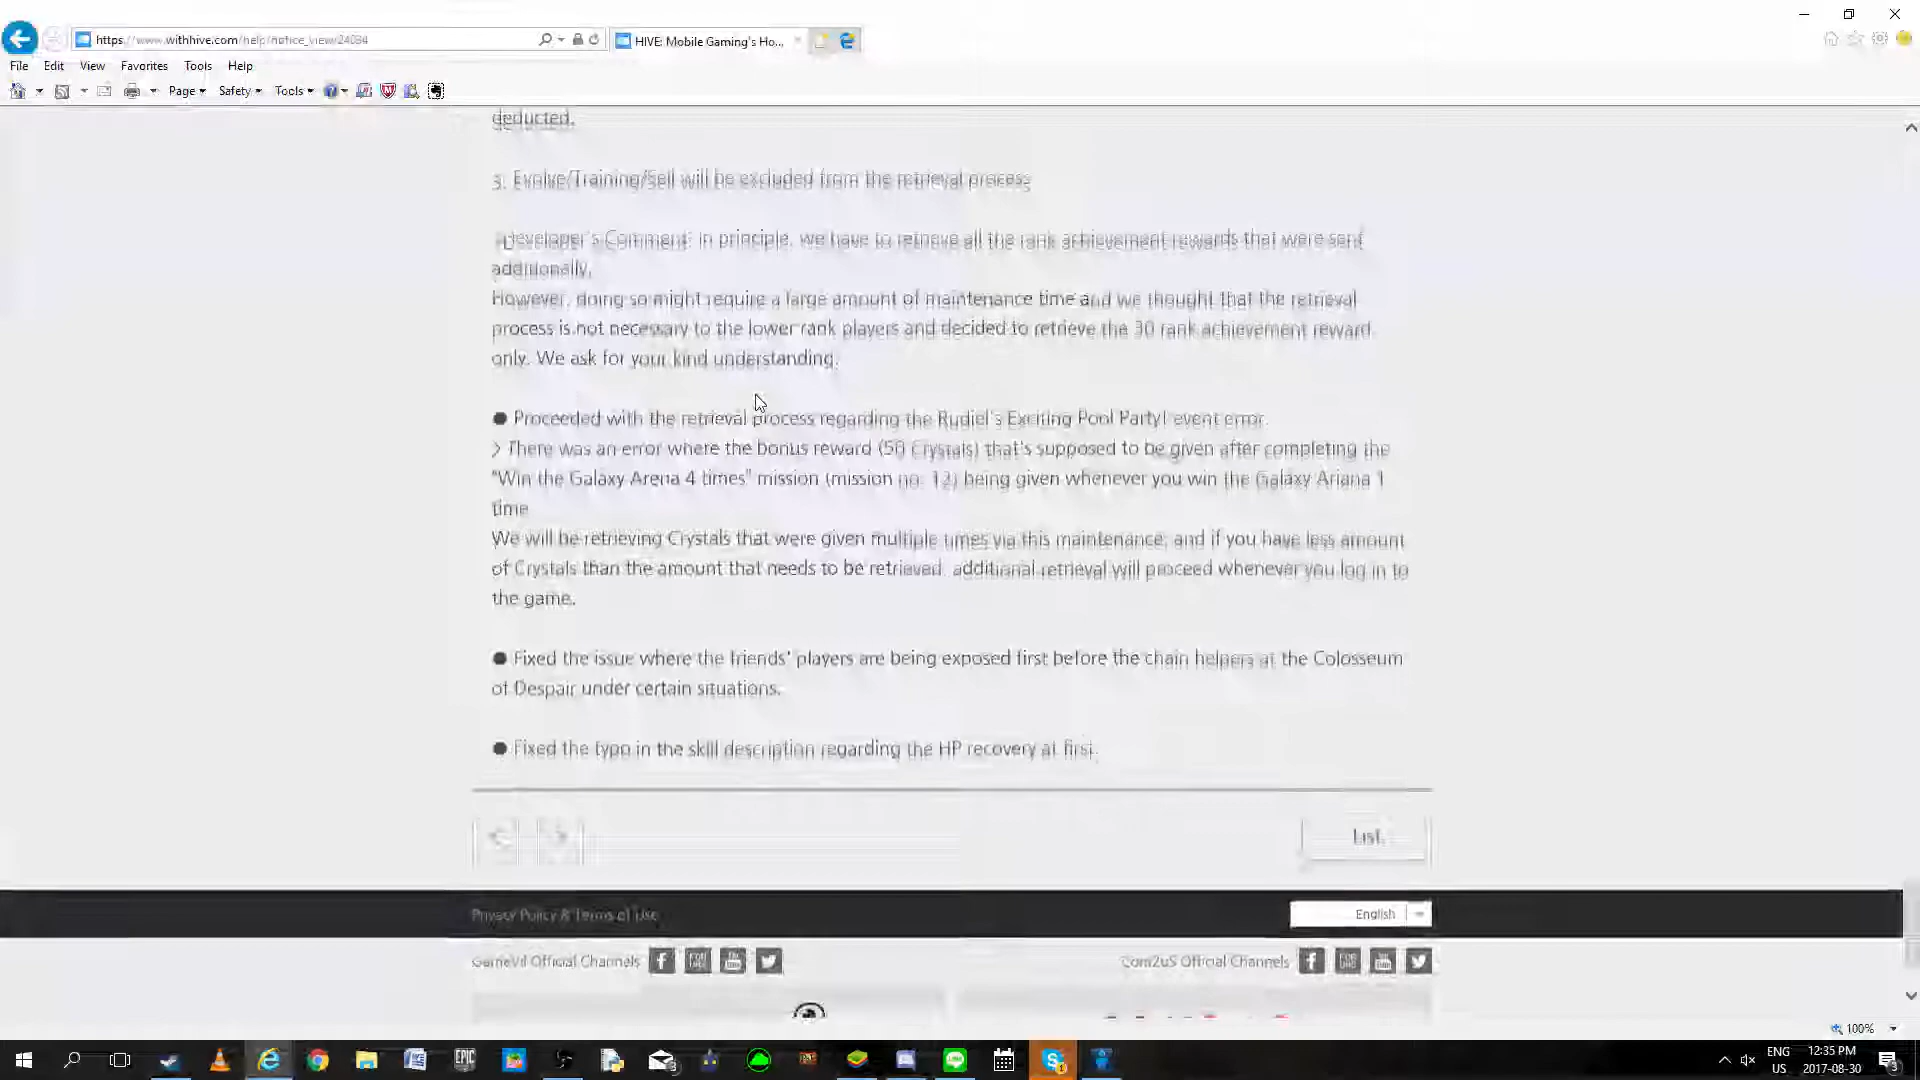 https://www.withhive.com/help/notice_view/24034
HIVE: Mobile Gaming's Ho...
File Edit View Favorites Tools Help
Page Safety Tools
deducted.
3. Evolve/Training/Sell will be excluded from the retrieval process
Developer's Comment: In principle, we have to retrieve all the rank achievement rewards that were sent
additionally.
However, doing so might require a large amount of maintenance time and we thought that the retrieval
process is not necessary to the lower rank players and decided to retrieve the 30 rank achievement reward
only. We ask for your kind understanding.
● Proceeded with the retrieval process regarding the Rudiel's Exciting Pool Party! event error.
> There was an error where the bonus reward (50 Crystals) that's supposed to be given after completing the
"Win the Galaxy Arena 4 times" mission (mission no. 12) being given whenever you win the Galaxy Ariana 1
time
We will be retrieving Crystals that were given multiple times via this maintenance, and if you have less amount
of Crystals than the amount that needs to be retrieved, additional retrieval will proceed whenever you log in to
the game.
● Fixed the issue where the friends' players are being exposed first before the chain helpers at the Colosseum
of Despair under certain situations.
● Fixed the typo in the skill description regarding the HP recovery at first.
List
Privacy Policy & Terms of Use
English
GameVil Official Channels
Com2uS Official Channels
100%
EPIC
ENG
US
12:35 PM
2017-08-30